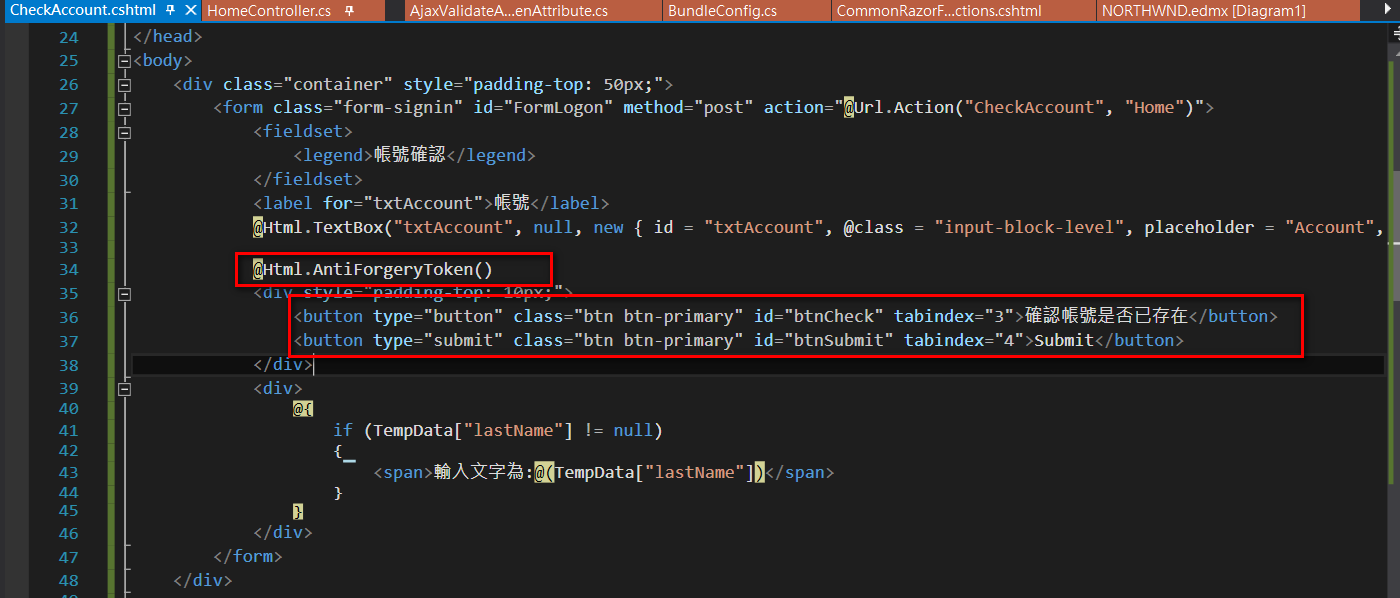 CheckAccount.cshtml HomeController.cs AjaxValidateA...enAttribute.cs BundleConfig.cs CommonRazorF...ctions.cshtml NORTHWND.edmx [Diagram1]
24 </head>
25 <body>
26 <div class="container" style="padding-top: 50px;">
27 <form class="form-signin" id="FormLogon" method="post" action="@Url.Action("CheckAccount", "Home")">
28 <fieldset>
29 <legend>帳號確認</legend>
30 </fieldset>
31 <label for="txtAccount">帳號</label>
32 @Html.TextBox("txtAccount", null, new { id = "txtAccount", @class = "input-block-level", placeholder = "Account",
33
34 @Html.AntiForgeryToken()
35 <div style="padding-top: 10px;">
36 <button type="button" class="btn btn-primary" id="btnCheck" tabindex="3">確認帳號是否已存在</button>
37 <button type="submit" class="btn btn-primary" id="btnSubmit" tabindex="4">Submit</button>
38 </div>
39 <div>
40 @{
41 if (TempData["lastName"] != null)
42 {
43 <span>輸入文字為:@(TempData["lastName"])</span>
44 }
45 }
46 </div>
47 </form>
48 </div>